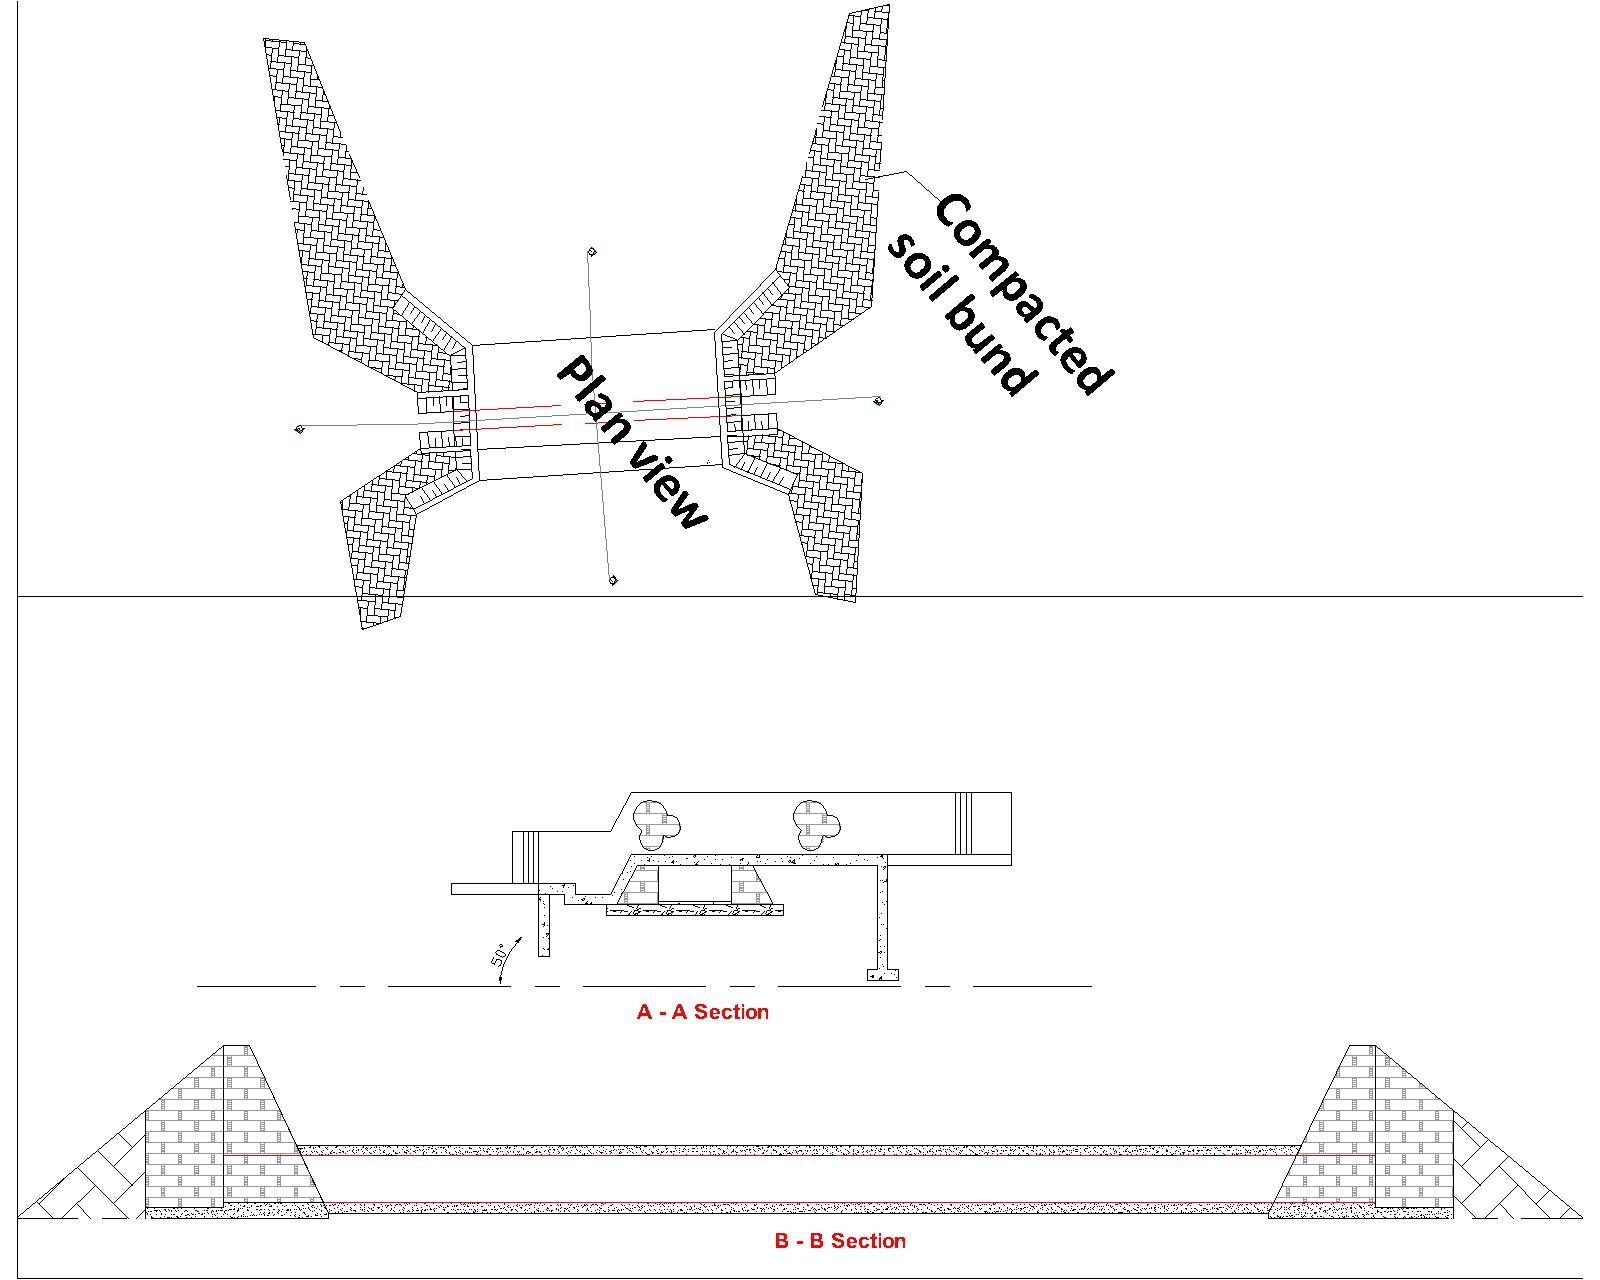 Compacted
soil bund
Plan view
50°
A - A Section
B - B Section